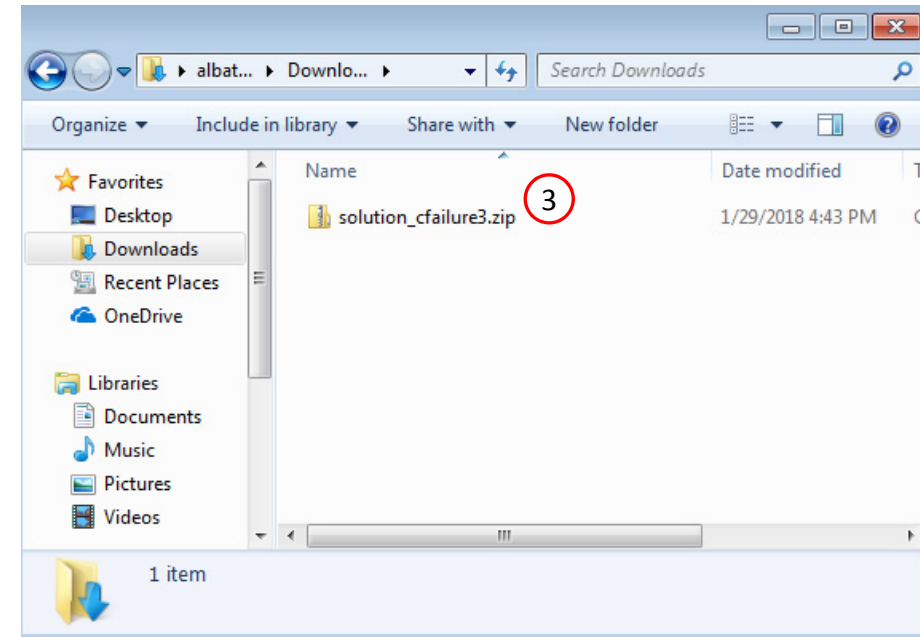 albat... Downlo...
Search Downloads
Organize Include in library Share with New folder
Name Date modified T
Favorites
3
Desktop
solution_cfailure3.zip 1/29/2018 4:43 PM
Downloads
Recent Places
OneDrive
Libraries
Documents
Music
Pictures
Videos
1 item